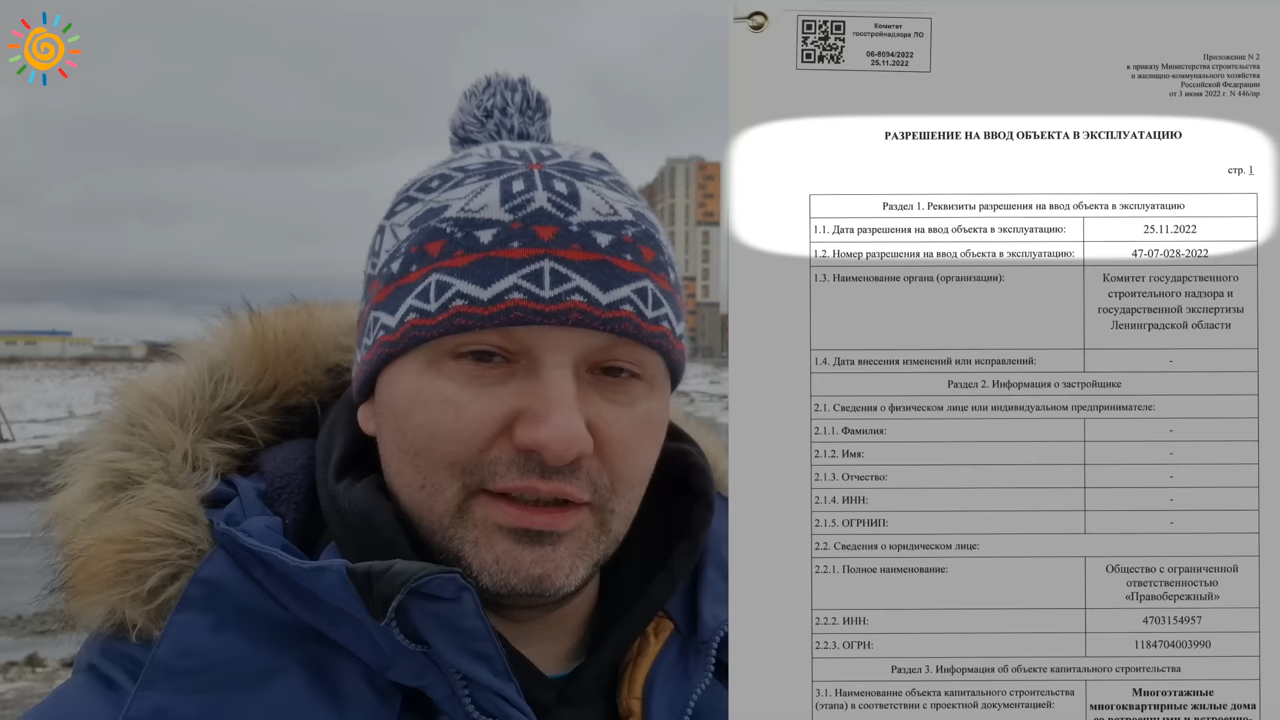 Комитет
госстройнадзора ЛО
06-8094/2022
25.11.2022
Приложение N 2
к приказу Министерства строительства
и жилищно-коммунального хозяйства
Российской Федерации
от 3 июня 2022 г. N 446/пр
РАЗРЕШЕНИЕ НА ВВОД ОБЪЕКТА В ЭКСПЛУАТАЦИЮ
стр. 1
Раздел 1. Реквизиты разрешения на ввод объекта в эксплуатацию
1.1. Дата разрешения на ввод объекта в эксплуатацию: 25.11.2022
1.2. Номер разрешения на ввод объекта в эксплуатацию: 47-07-028-2022
1.3. Наименование органа (организации): Комитет государственного
строительного надзора и
государственной экспертизы
Ленинградской области
1.4. Дата внесения изменений или исправлений: -
Раздел 2. Информация о застройщике
2.1. Сведения о физическом лице или индивидуальном предпринимателе:
2.1.1. Фамилия: -
2.1.2. Имя: -
2.1.3. Отчество: -
2.1.4. ИНН: -
2.1.5. ОГРНИП: -
2.2. Сведения о юридическом лице:
2.2.1. Полное наименование: Общество с ограниченной
ответственностью
«Правобережный»
2.2.2. ИНН: 4703154957
2.2.3. ОГРН: 1184704003990
Раздел 3. Информация об объекте капитального строительства
3.1. Наименование объекта капитального строительства Многоэтажные
(этапа) в соответствии с проектной документацией: многоквартирные жилые дома
со встроенными и встроенно-